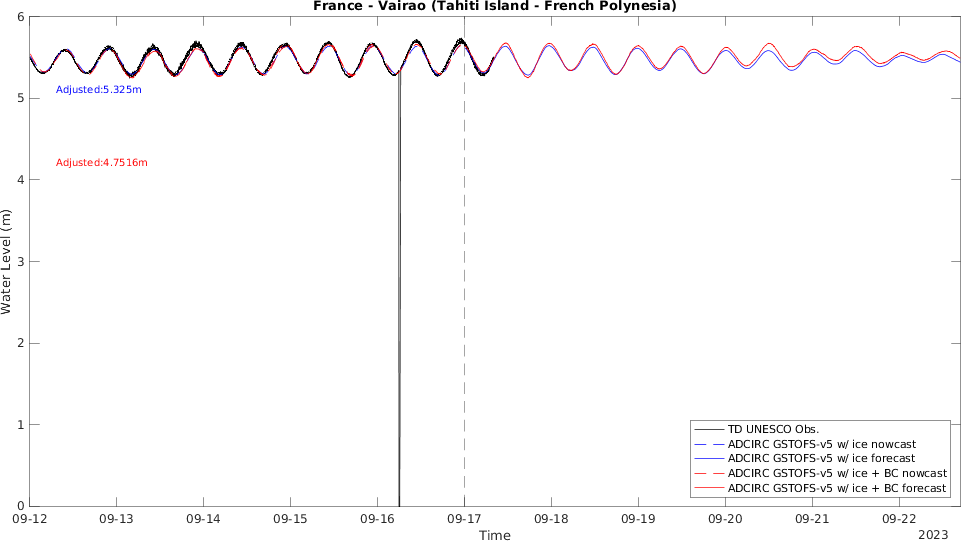 France - Vairao (Tahiti Island - French Polynesia)
6
5
4
3
2
1
0
Water Level (m)
Adjusted:5.325m
Adjusted:4.7516m
TD UNESCO Obs.
ADCIRC GSTOFS-v5 w/ ice nowcast
ADCIRC GSTOFS-v5 w/ ice forecast
ADCIRC GSTOFS-v5 w/ ice + BC nowcast
ADCIRC GSTOFS-v5 w/ ice + BC forecast
09-12 09-13 09-14 09-15 09-16 09-17 09-18 09-19 09-20 09-21 09-22
Time
2023